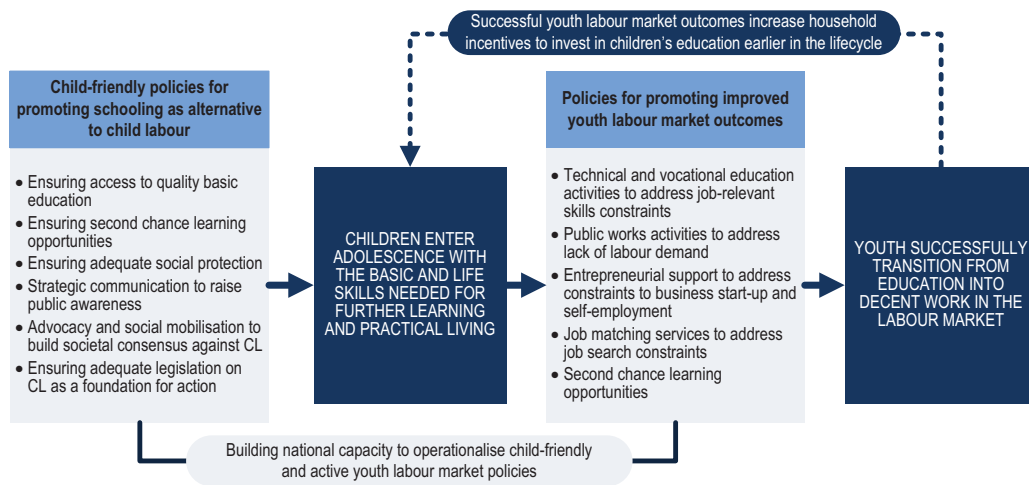 Successful youth labour market outcomes increase household
incentives to invest in children's education earlier in the lifecycle
Child-friendly policies for
promoting schooling as alternative
to child labour
• Ensuring access to quality basic
education
• Ensuring second chance learning
opportunities
• Ensuring adequate social protection
• Strategic communication to raise
public awareness
• Advocacy and social mobilisation to
build societal consensus against CL
• Ensuring adequate legislation on
CL as a foundation for action
CHILDREN ENTER
ADOLESCENCE WITH
THE BASIC AND LIFE
SKILLS NEEDED FOR
FURTHER LEARNING
AND PRACTICAL LIVING
Policies for promoting improved
youth labour market outcomes
• Technical and vocational education
activities to address job-relevant
skills constraints
• Public works activities to address
lack of labour demand
• Entrepreneurial support to address
constraints to business start-up and
self-employment
• Job matching services to address
job search constraints
• Second chance learning
opportunities
YOUTH SUCCESSFULLY
TRANSITION FROM
EDUCATION INTO
DECENT WORK IN THE
LABOUR MARKET
Building national capacity to operationalise child-friendly
and active youth labour market policies